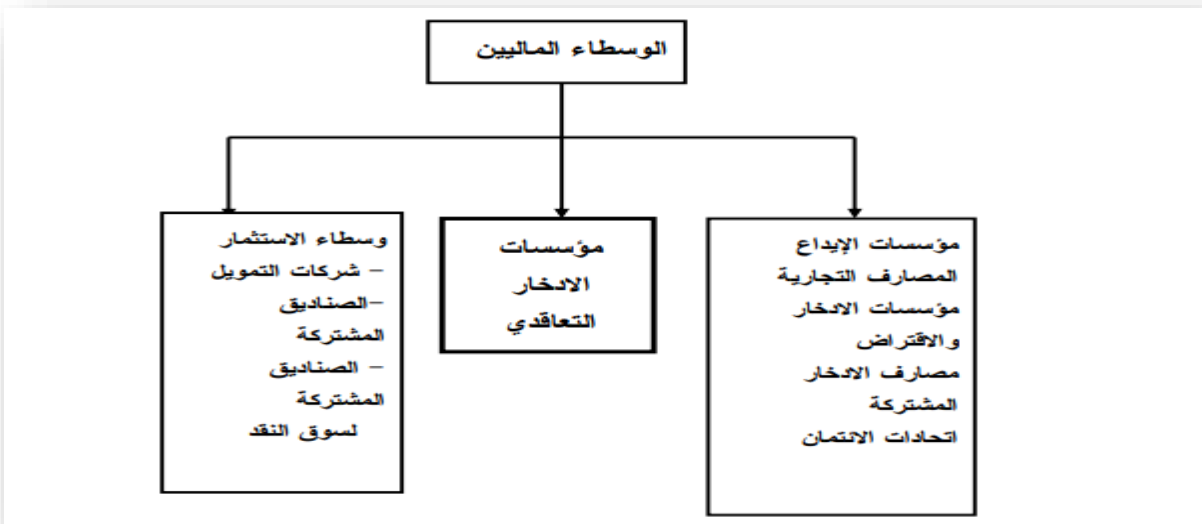 الوسطاء الماليين
مؤسسات الإيداع
المصارف التجارية
مؤسسات الادخار
والاقتراض
مصارف الادخار
المشتركة
اتحادات الائتمان
مؤسسات
الادخار
التعاقدي
وسطاء الاستثمار
– شركات التمويل
–الصناديق
المشتركة
– الصناديق
المشتركة
لسوق النقد